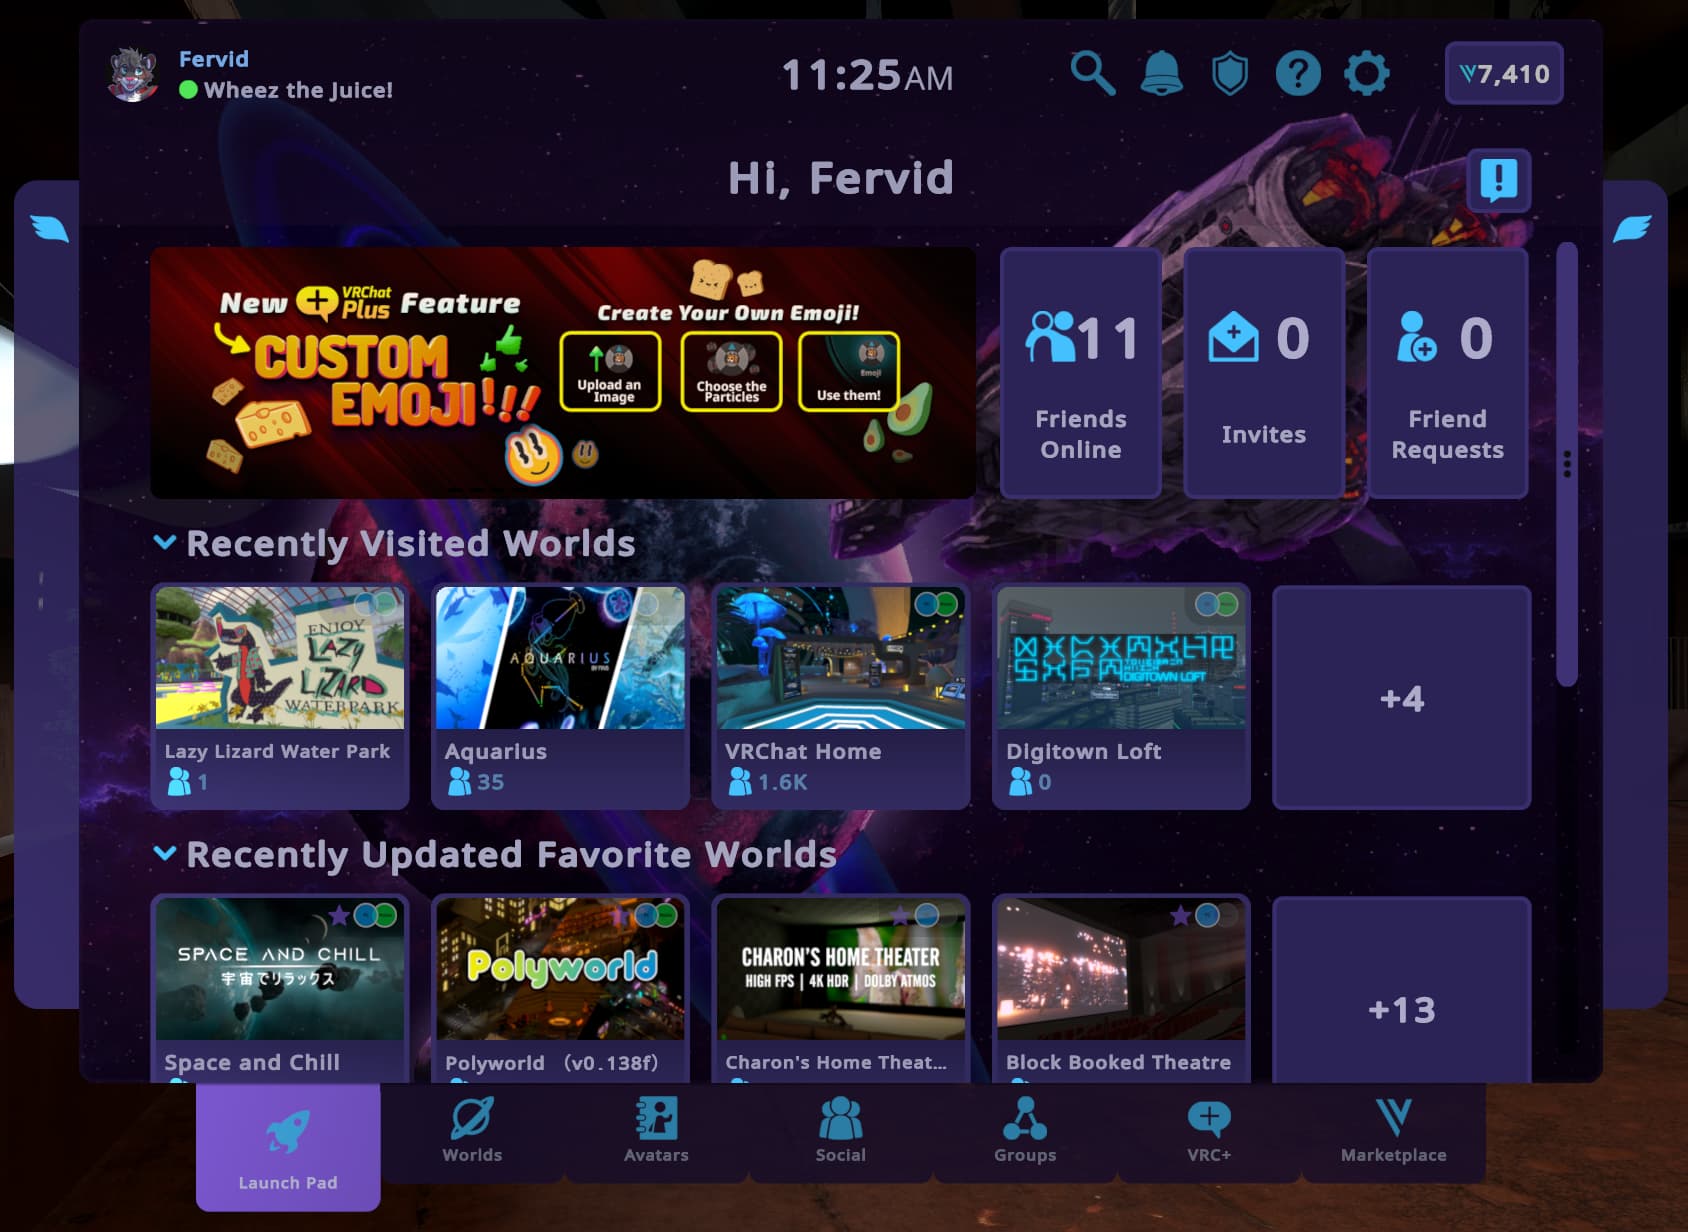 Fervid
Wheez the Juice!
11:25AM
7,410
Hi, Fervid
New VRChat Plus Feature
CUSTOM
EMOJI!!!
Create Your Own Emoji!
Upload an
Image
Choose the
Particles
Emoji
Use them!
11
Friends
Online
0
Invites
0
Friend
Requests
Recently Visited Worlds
ENJOY
LAZY
LIZARD
WATERPARK
Lazy Lizard Water Park
1
AQUARIUS
Aquarius
35
VRChat Home
1.6K
DIGITOWN LOFT
Digitown Loft
0
+4
Recently Updated Favorite Worlds
SPACE AND CHILL
宇宙でリラックス
Space and Chill
Polyworld
Polyworld （v0.138f）
CHARON'S HOME THEATER
HIGH FPS | 4K HDR | DOLBY ATMOS
Charon's Home Theat...
Block Booked Theatre
+13
Launch Pad
Worlds
Avatars
Social
Groups
VRC+
Marketplace